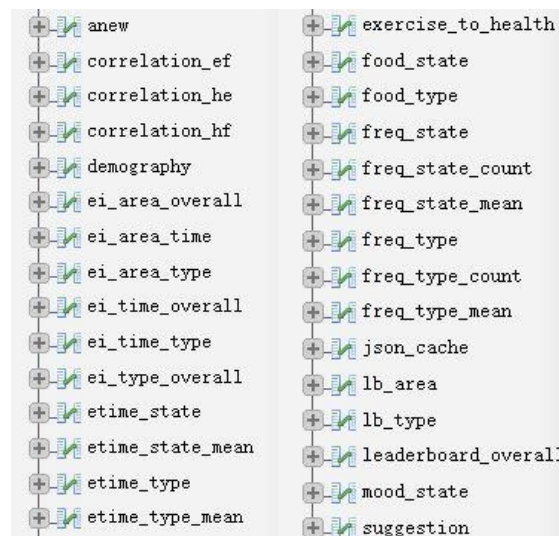 anew
correlation_ef
correlation_he
correlation_hf
demography
ei_area_overall
ei_area_time
ei_area_type
ei_time_overall
ei_time_type
ei_type_overall
etime_state
etime_state_mean
etime_type
etime_type_mean
exercise_to_health
food_state
food_type
freq_state
freq_state_count
freq_state_mean
freq_type
freq_type_count
freq_type_mean
json_cache
lb_area
lb_type
leaderboard_overall
mood_state
suggestion